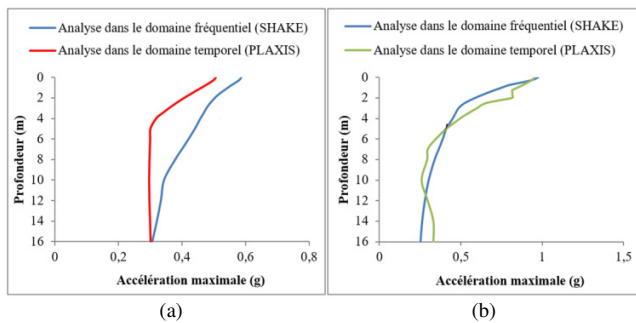 Analyse dans le domaine fréquentiel (SHAKE)
Analyse dans le domaine temporel (PLAXIS)
Profondeur (m)
0
2
4
6
8
10
12
14
16
0
0,2
0,4
0,6
0,8
Accélération maximale (g)
(a)
Analyse dans le domaine fréquentiel (SHAKE)
Analyse dans le domaine temporel (PLAXIS)
Profondeur (m)
0
2
4
6
8
10
12
14
16
0
0,5
1
1,5
Accélération maximale (g)
(b)